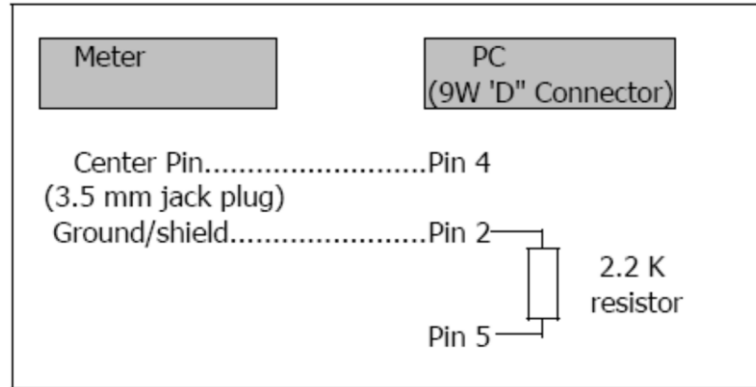 Meter
PC
(9W 'D" Connector)
Center Pin...........................Pin 4
(3.5 mm jack plug)
Ground/shield........................Pin 2
2.2 K
resistor
Pin 5